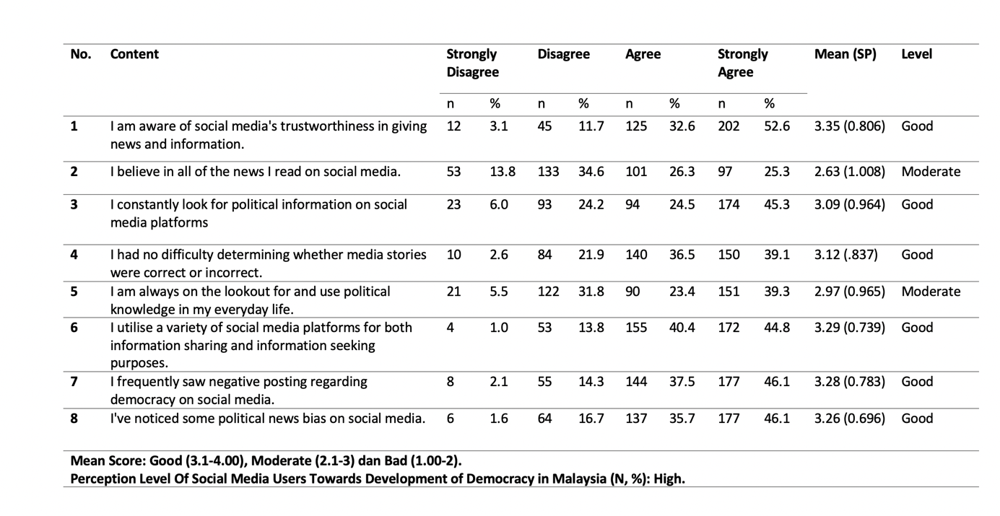 No. Content Strongly Disagree Agree Strongly Mean (SP) Level
Disagree Agree
n % n % n % n %
1 I am aware of social media's trustworthiness in giving 12 3.1 45 11.7 125 32.6 202 52.6 3.35 (0.806) Good
news and information.
2 I believe in all of the news I read on social media. 53 13.8 133 34.6 101 26.3 97 25.3 2.63 (1.008) Moderate
3 I constantly look for political information on social 23 6.0 93 24.2 94 24.5 174 45.3 3.09 (0.964) Good
media platforms
4 I had no difficulty determining whether media stories 10 2.6 84 21.9 140 36.5 150 39.1 3.12 (.837) Good
were correct or incorrect.
5 I am always on the lookout for and use political 21 5.5 122 31.8 90 23.4 151 39.3 2.97 (0.965) Moderate
knowledge in my everyday life.
6 I utilise a variety of social media platforms for both 4 1.0 53 13.8 155 40.4 172 44.8 3.29 (0.739) Good
information sharing and information seeking
purposes.
7 I frequently saw negative posting regarding 8 2.1 55 14.3 144 37.5 177 46.1 3.28 (0.783) Good
democracy on social media.
8 I've noticed some political news bias on social media. 6 1.6 64 16.7 137 35.7 177 46.1 3.26 (0.696) Good
Mean Score: Good (3.1-4.00), Moderate (2.1-3) dan Bad (1.00-2).
Perception Level Of Social Media Users Towards Development of Democracy in Malaysia (N, %): High.